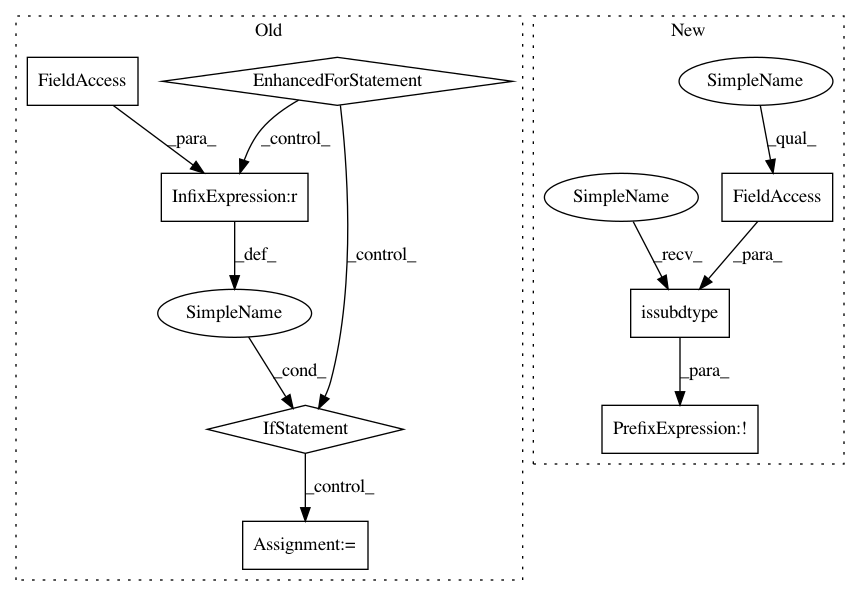 Old
New
FieldAccess
EnhancedForStatement
SimpleName
_para_
_control_
_qual_
InfixExpression:r
SimpleName
FieldAccess
_def_
_control_
_recv_
_para_
SimpleName
issubdtype
_cond_
_para_
IfStatement
PrefixExpression:!
_control_
Assignment:=